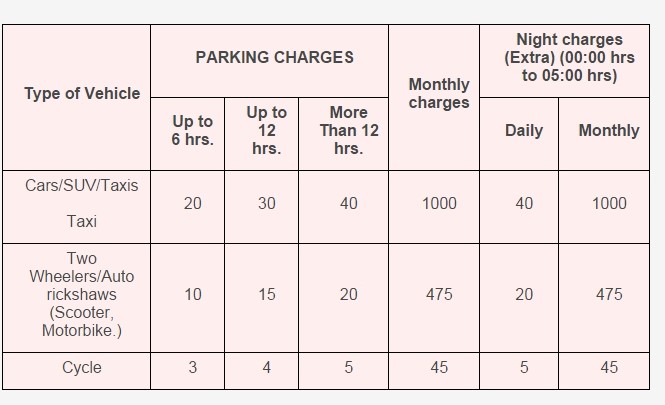 Type of Vehicle
PARKING CHARGES
Monthly
charges
Night charges
(Extra) (00:00 hrs
to 05:00 hrs)
Up to
6 hrs.
Up to
12
hrs.
More
Than 12
hrs.
Daily
Monthly
Cars/SUV/Taxis
Taxi
20
30
40
1000
40
1000
Two
Wheelers/Auto
rickshaws
(Scooter,
Motorbike.)
10
15
20
475
20
475
Cycle
3
4
5
45
5
45